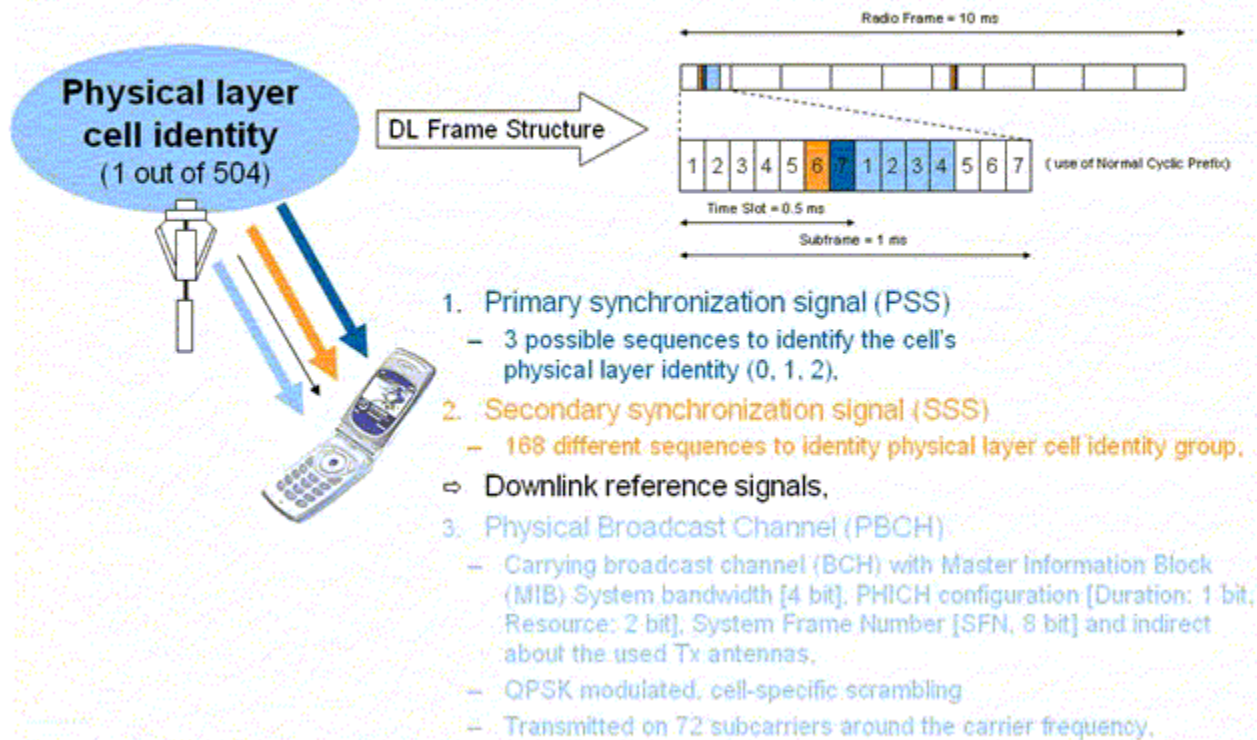 Radio Frame = 10 ms
Physical layer
cell identity
(1 out of 504)
DL Frame Structure
1 2 3 4 5 6 7 1 2 3 4 5 6 7
( use of Normal Cyclic Prefix)
Time Slot = 0.5 ms
Subframe = 1 ms
1. Primary synchronization signal (PSS)
– 3 possible sequences to identify the cell's
physical layer identity (0, 1, 2),
2. Secondary synchronization signal (SSS)
– 168 different sequences to identity physical layer cell identity group,
⇨ Downlink reference signals,
3. Physical Broadcast Channel (PBCH)
– Carrying broadcast channel (BCH) with Master Information Block
(MIB) System bandwidth [4 bit], PHICH configuration [Duration: 1 bit,
Resource: 2 bit], System Frame Number [SFN, 8 bit] and indirect
about the used Tx antennas,
– QPSK modulated, cell-specific scrambling
– Transmitted on 72 subcarriers around the carrier frequency,